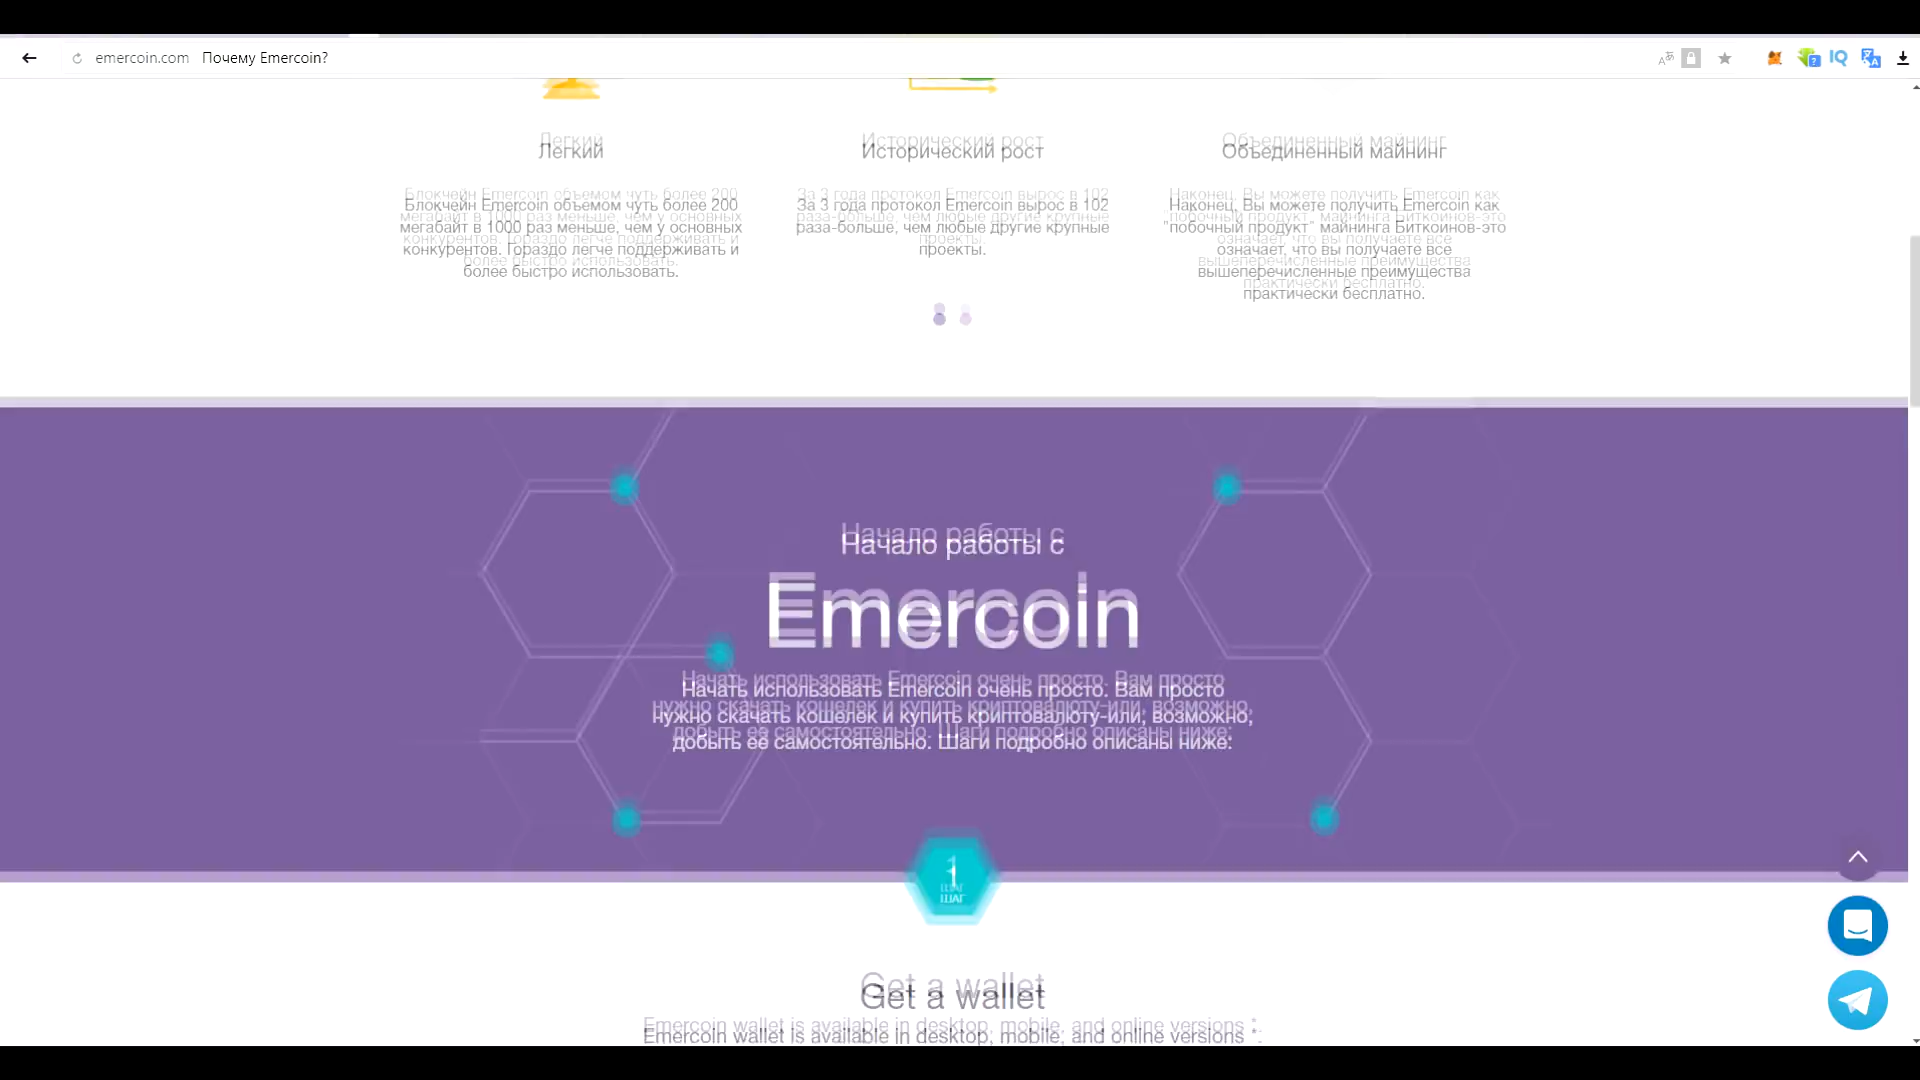 emercoin.com Почему Emercoin?
Легкий
Блокчейн Emercoin объемом чуть более 200
мегабайт в 1000 раз меньше, чем у основных
конкурентов. Гораздо легче поддерживать и
более быстро использовать.
Исторический рост
За 3 года протокол Emercoin вырос в 102
раза-больше, чем любые другие крупные
проекты.
Объединенный майнинг
Наконец, Вы можете получить Emercoin как
"побочный продукт" майнинга Биткоинов-это
означает, что вы получаете все
вышеперечисленные преимущества
практически бесплатно.
Начало работы с
Emercoin
Начать использовать Emercoin очень просто. Вам просто
нужно скачать кошелек и купить криптовалюту-или, возможно,
добыть её самостоятельно. Шаги подробно описаны ниже:
1
ШАГ
Get a wallet
Emercoin wallet is available in desktop, mobile, and online versions *.
IQ